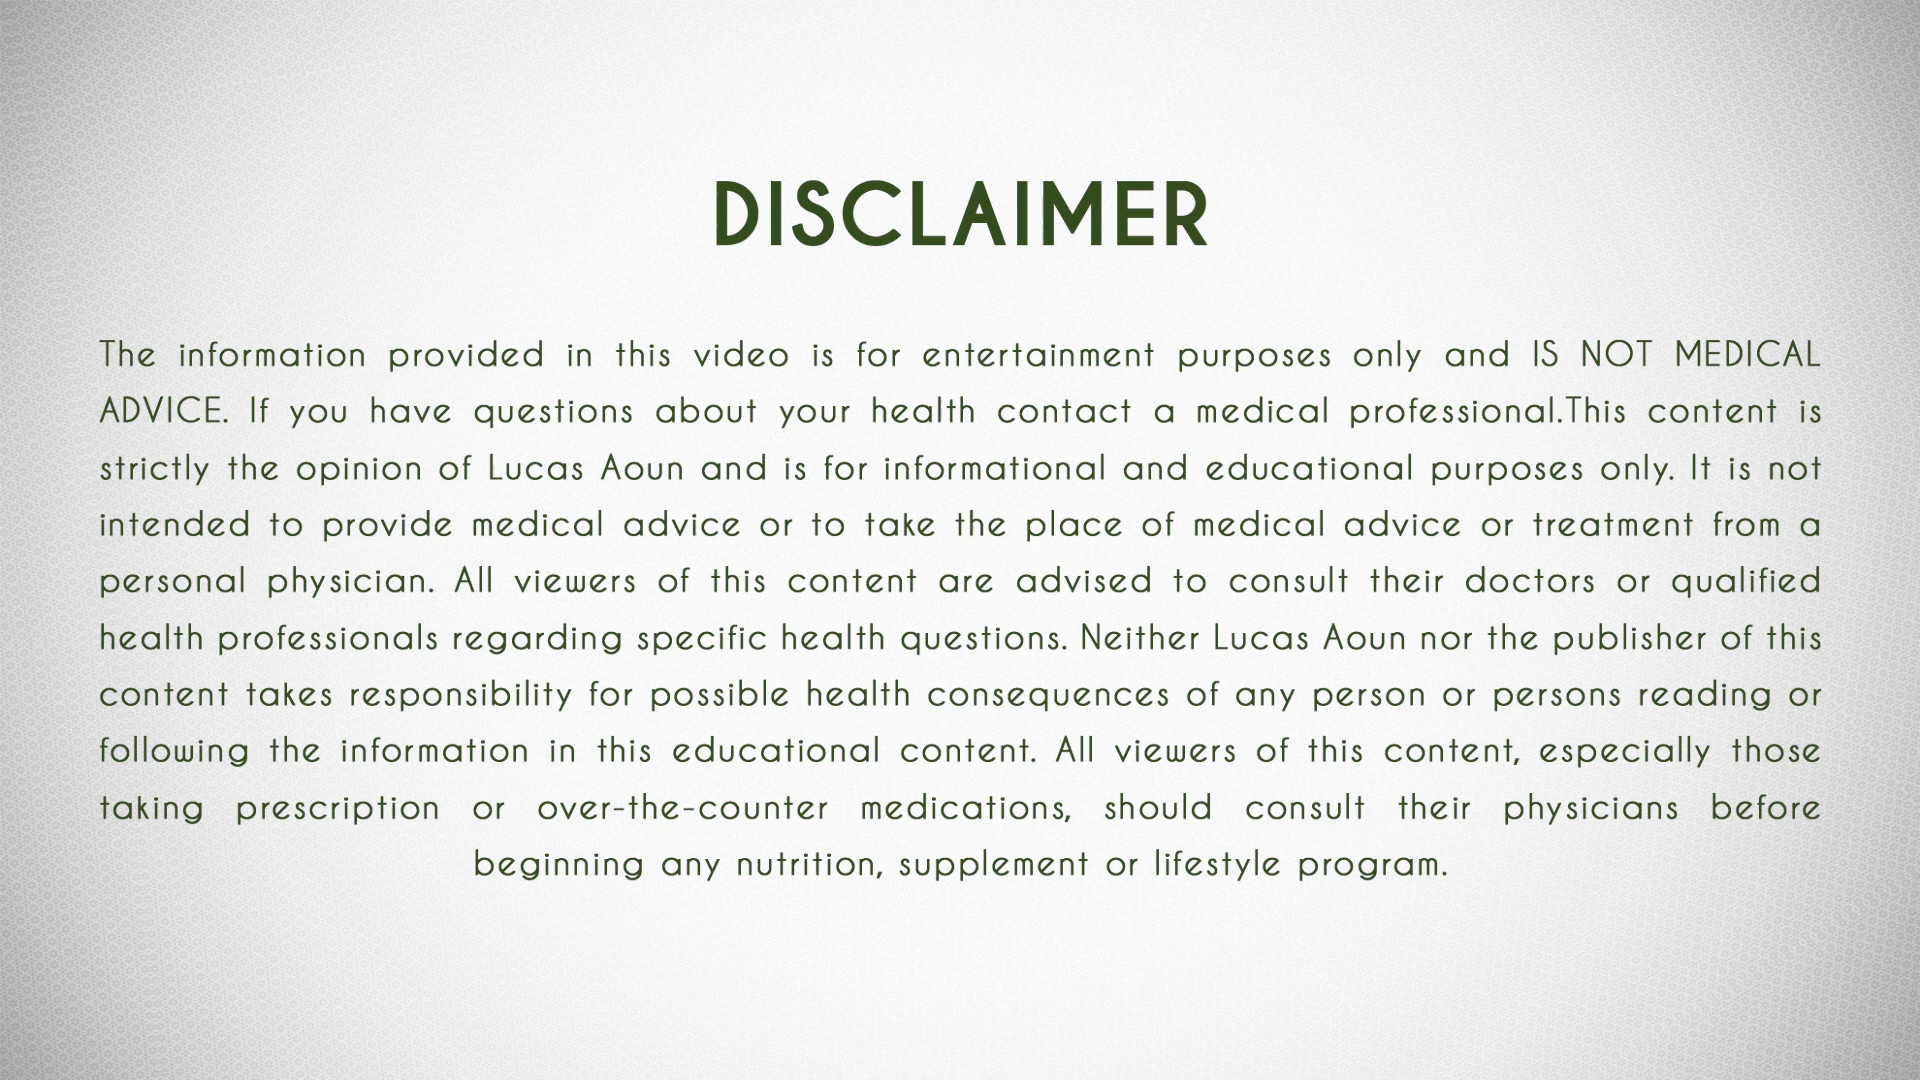 DISCLAIMER
The information provided in this video is for entertainment purposes only and IS NOT MEDICAL
ADVICE. If you have questions about your health contact a medical professional.This content is
strictly the opinion of Lucas Aoun and is for informational and educational purposes only. It is not
intended to provide medical advice or to take the place of medical advice or treatment from a
personal physician. All viewers of this content are advised to consult their doctors or qualified
health professionals regarding specific health questions. Neither Lucas Aoun nor the publisher of this
content takes responsibility for possible health consequences of any person or persons reading or
following the information in this educational content. All viewers of this content, especially those
taking prescription or over-the-counter medications, should consult their physicians before
beginning any nutrition, supplement or lifestyle program.